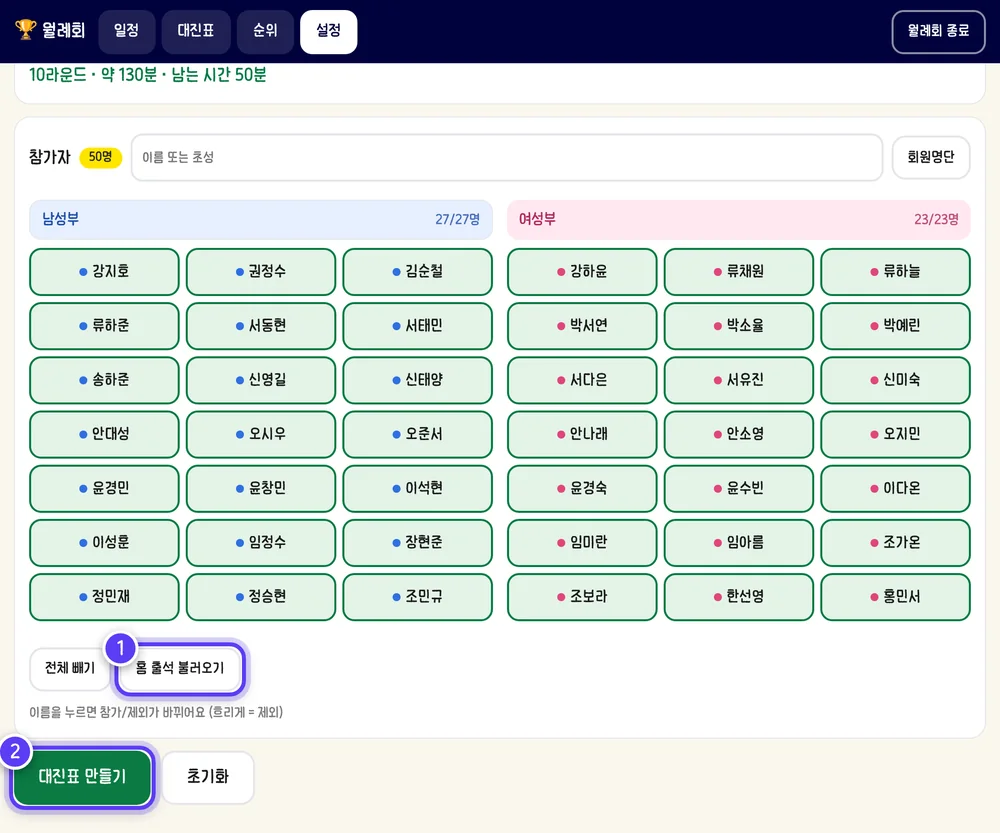 🏆 월례회 일정 대진표 순위 설정 월례회 종료
10라운드 · 약 130분 · 남는 시간 50분
참가자 50명 이름 또는 초성 회원명단
남성부 27/27명 여성부 23/23명
강지호 권정수 김순철 강하윤 류채원 류하늘
류하준 서동현 서태민 박서연 박소율 박예린
송하준 신영길 신태양 서다은 서유진 신미숙
안대성 오시우 오준서 안나래 안소영 오지민
윤경민 윤창민 이석현 윤경숙 윤수빈 이다온
이성훈 임정수 장현준 임미란 임아름 조가온
정민재 정승현 조민규 조보라 한선영 홍민서
1
전체 빼기 홈 출석 불러오기
이름을 누르면 참가/제외가 바뀌어요 (흐리게 = 제외)
2
대진표 만들기 초기화